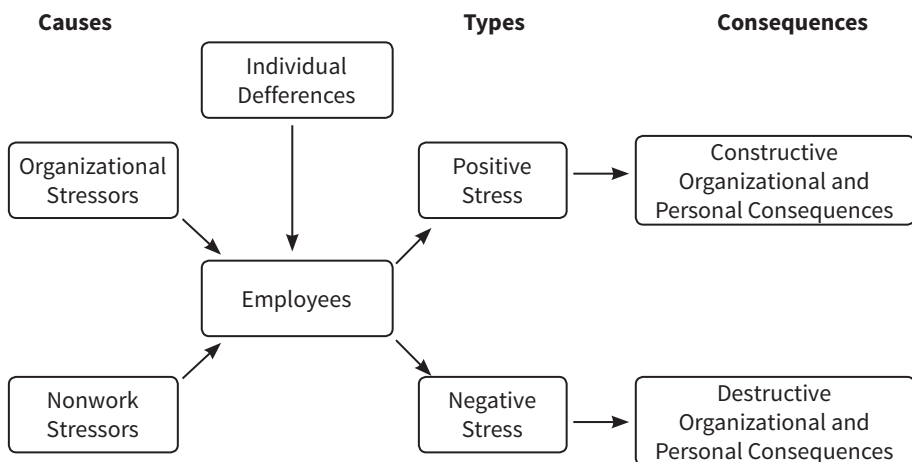 Causes
Types
Consequences
Individual
Defferences
Organizational
Stressors
Positive
Stress
Constructive
Organizational and
Personal Consequences
Employees
Nonwork
Stressors
Negative
Stress
Destructive
Organizational and
Personal Consequences